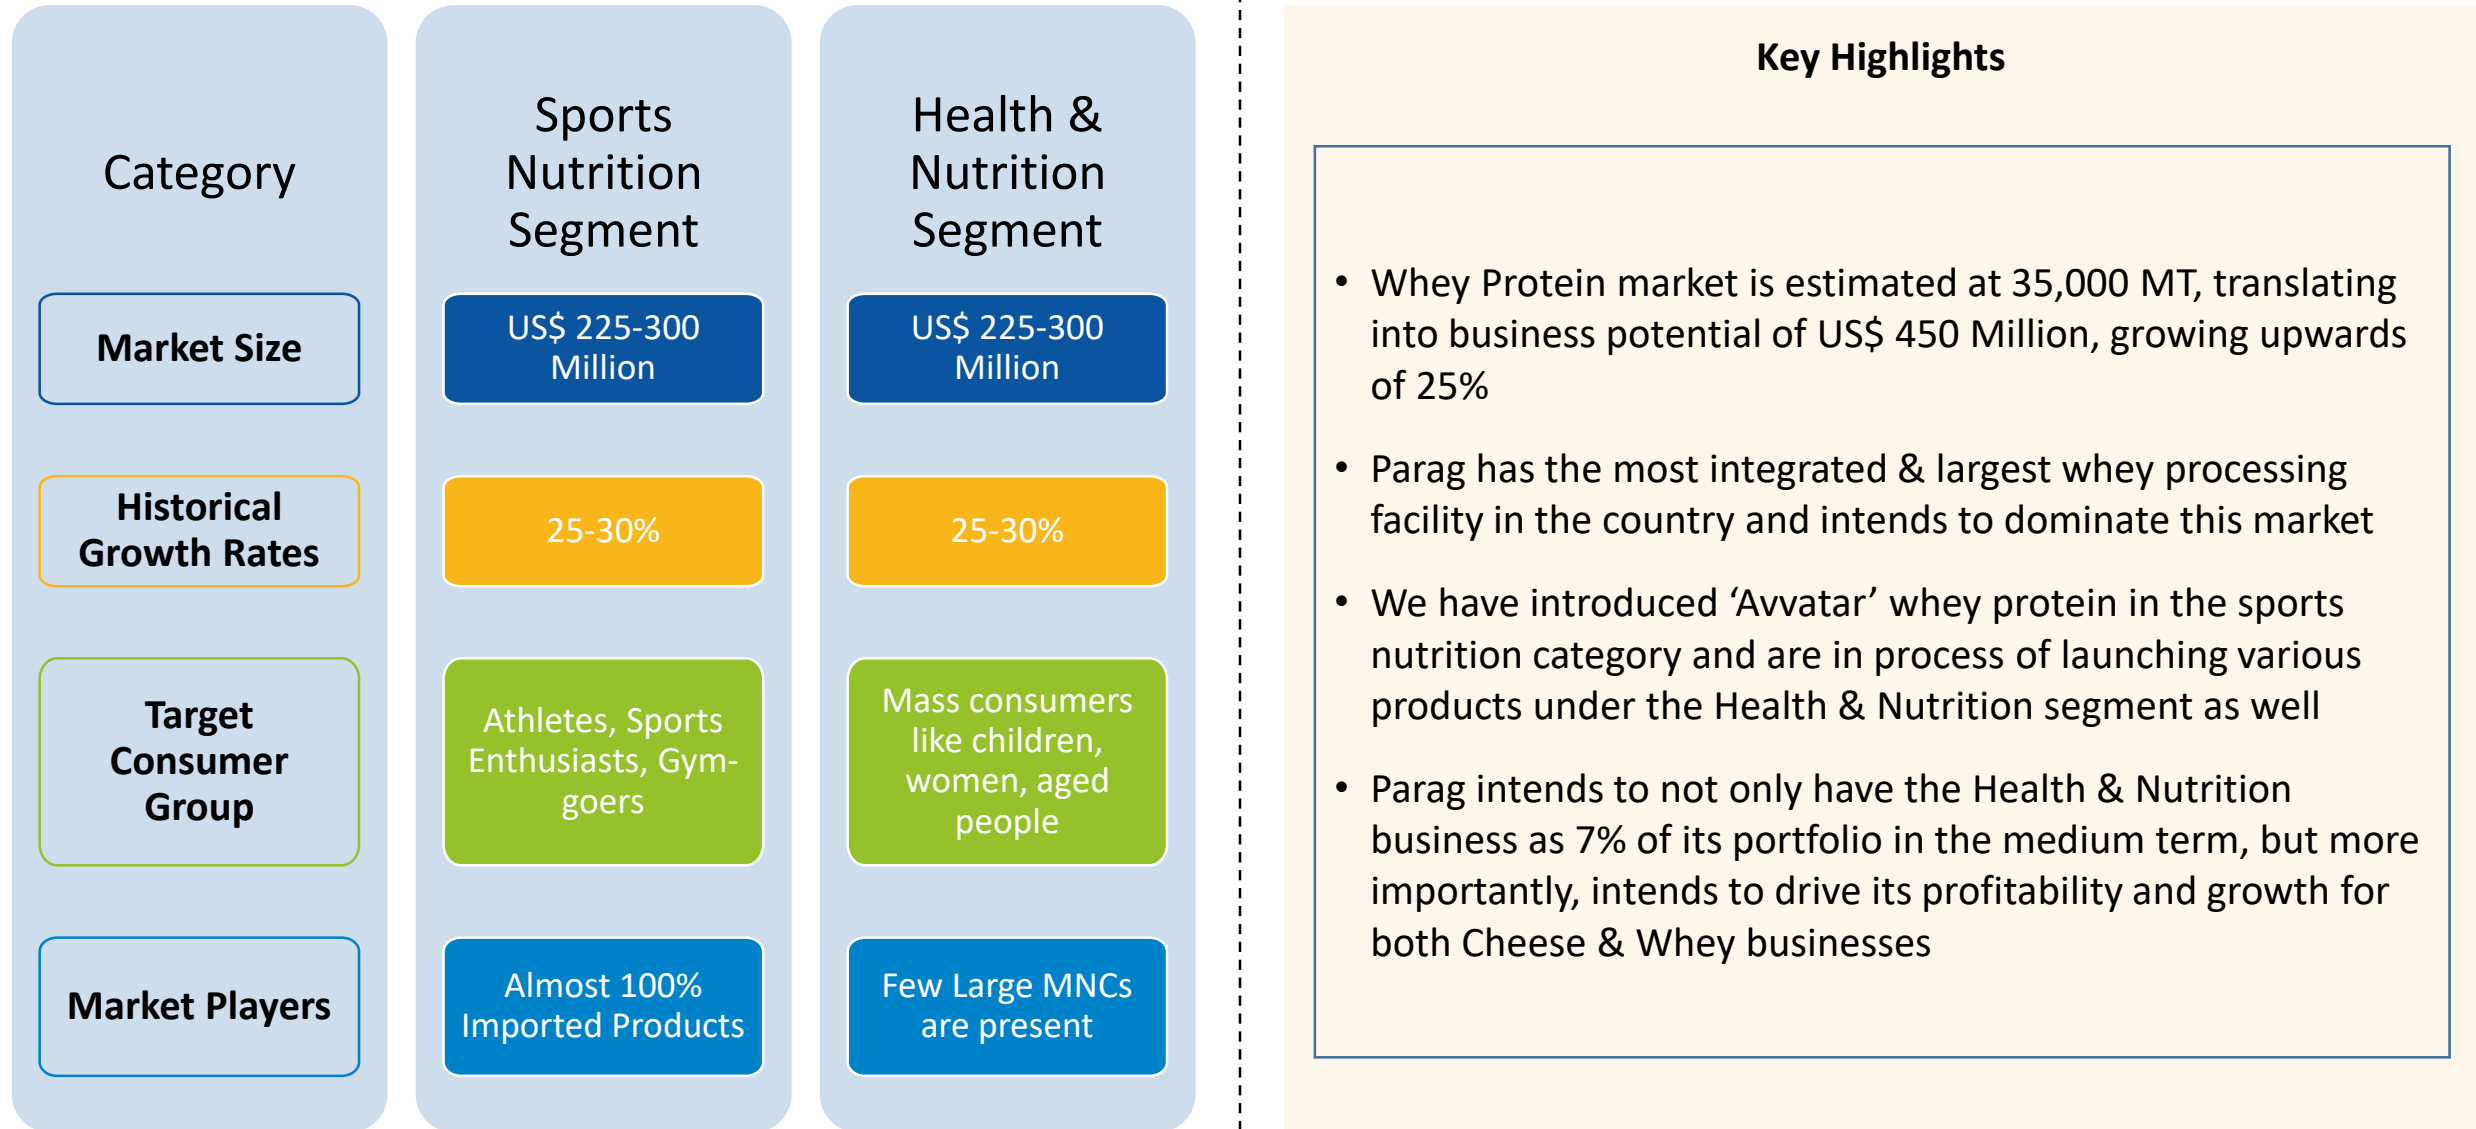 Category
Sports
Nutrition
Segment
Health &
Nutrition
Segment
Market Size
US$ 225-300
Million
US$ 225-300
Million
Historical
Growth Rates
25-30%
25-30%
Target
Consumer
Group
Athletes, Sports
Enthusiasts, Gym-
goers
Mass consumers
like children,
women, aged
people
Market Players
Almost 100%
Imported Products
Few Large MNCs
are present
Key Highlights
• Whey Protein market is estimated at 35,000 MT, translating
into business potential of US$ 450 Million, growing upwards
of 25%
• Parag has the most integrated & largest whey processing
facility in the country and intends to dominate this market
• We have introduced ‘Avvatar’ whey protein in the sports
nutrition category and are in process of launching various
products under the Health & Nutrition segment as well
• Parag intends to not only have the Health & Nutrition
business as 7% of its portfolio in the medium term, but more
importantly, intends to drive its profitability and growth for
both Cheese & Whey businesses